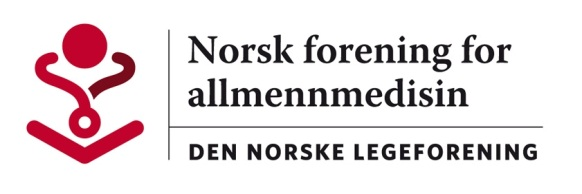 Norsk forening for
allmennmedisin
DEN NORSKE LEGEFORENING